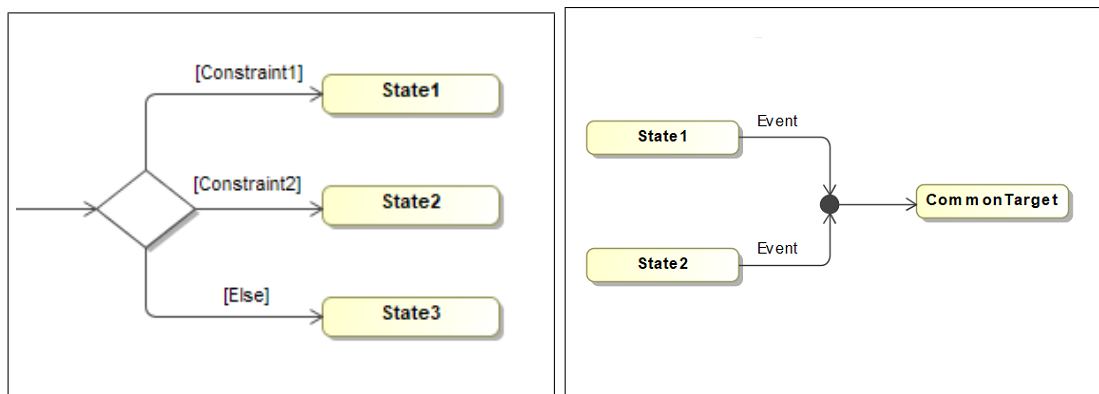 [Constraint1]
State1
[Constraint2]
State2
[Else]
State3
Event
State1
CommonTarget
Event
State2